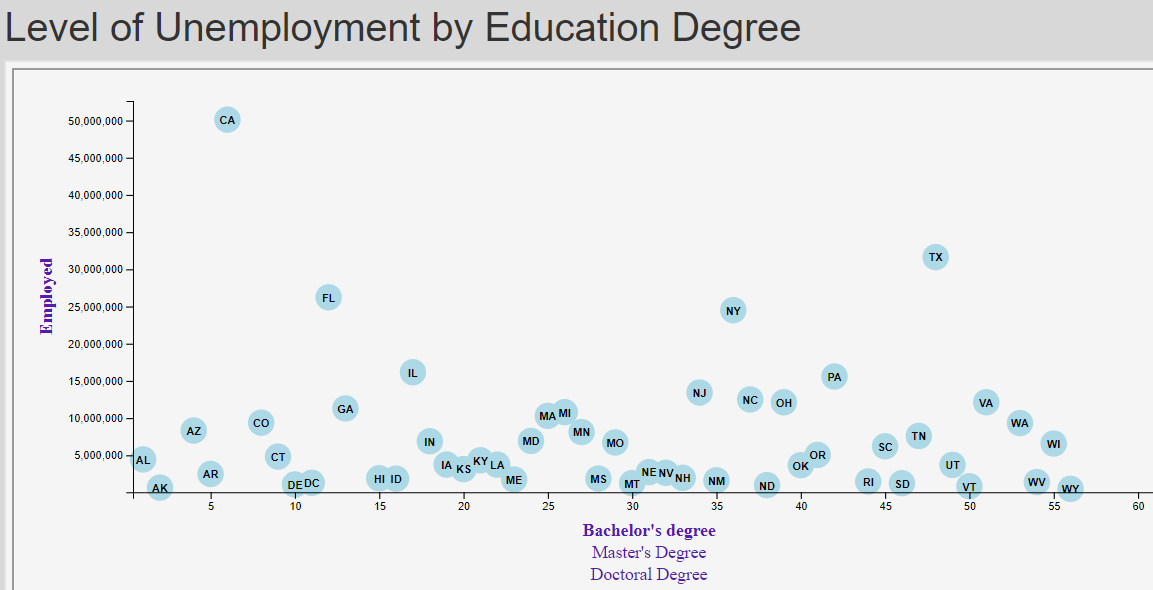 Level of Unemployment by Education Degree
50,000,000
45,000,000
40,000,000
35,000,000
30,000,000
25,000,000
20,000,000
15,000,000
10,000,000
5,000,000
Employed
CA
TX
FL
NY
IL
PA
NJ
NC
OH
VA
GA
MA
MI
CO
WA
AZ
MN
TN
IN
MD
MO
WI
SC
AL
CT
OR
KY
IA
KS
LA
OK
UT
AR
NE
NV
NH
HI
ID
ME
MS
NM
MT
RI
SD
WV
DE
DC
ND
AK
VT
WY
5
10
15
20
25
30
35
40
45
50
55
60
Bachelor's degree
Master's Degree
Doctoral Degree